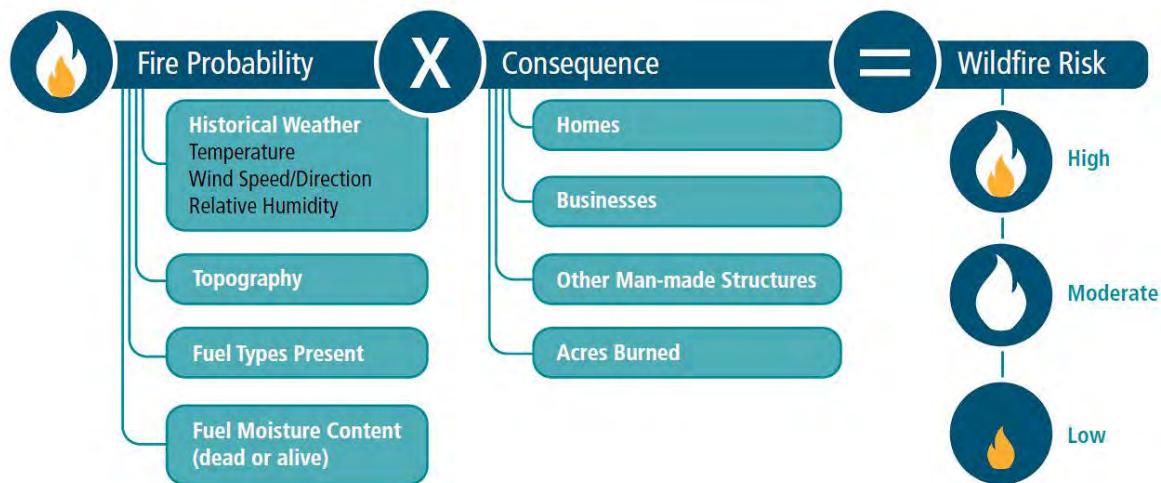 Fire Probability
X
Consequence
=
Wildfire Risk
Historical Weather
Temperature
Wind Speed/Direction
Relative Humidity
Topography
Fuel Types Present
Fuel Moisture Content
(dead or alive)
Homes
Businesses
Other Man-made Structures
Acres Burned
High
Moderate
Low